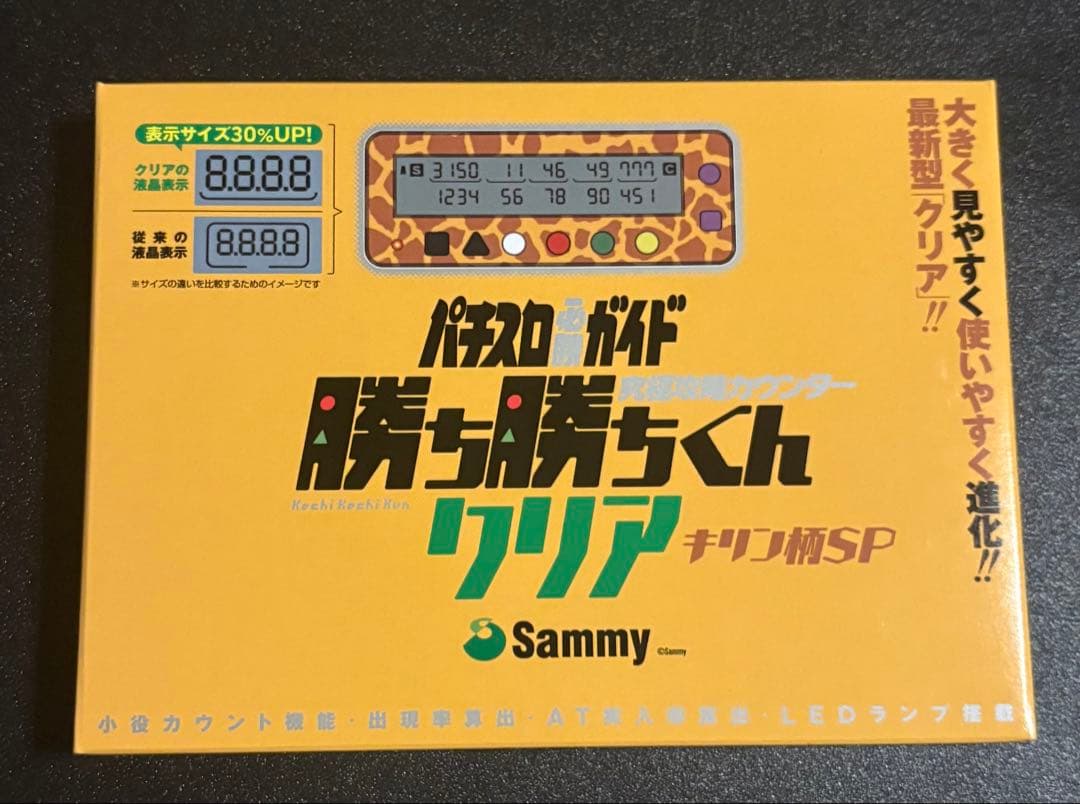 表示サイズ30%UP!
クリアの
液晶表示
8.8.8.8
従来の
液晶表示
8.8.8.8
※サイズの違いを比較するためのイメージです
S 3150 11 46 49 777 C
1234 56 78 90 451
大きく見やすく使いやすく進化!!
最新型「クリア」!!
パチスロ必勝ガイド
究極攻略カウンター
勝ち勝ちくん
Kachi Kachi Kun
クリア
キリン柄SP
Sammy
©Sammy
小役カウント機能・出現率算出・AT突入率算出・LEDランプ搭載